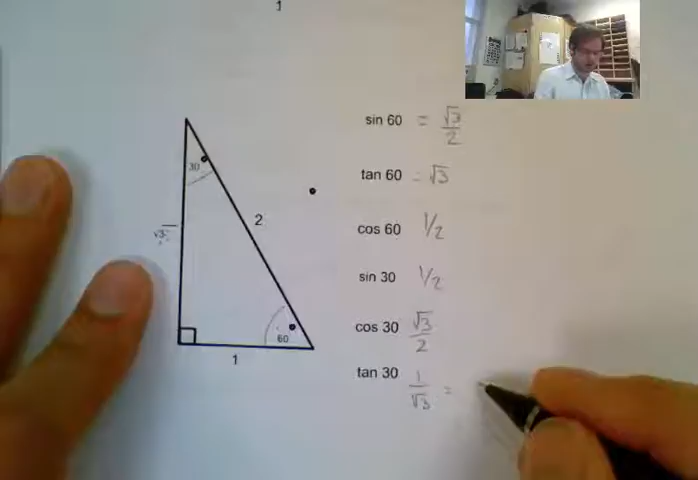 1
sin 60 = √3/2
30
tan 60 = √3
2
cos 60 1/2
√3
sin 30 1/2
cos 30 √3/2
60
1
tan 30 1/√3 =